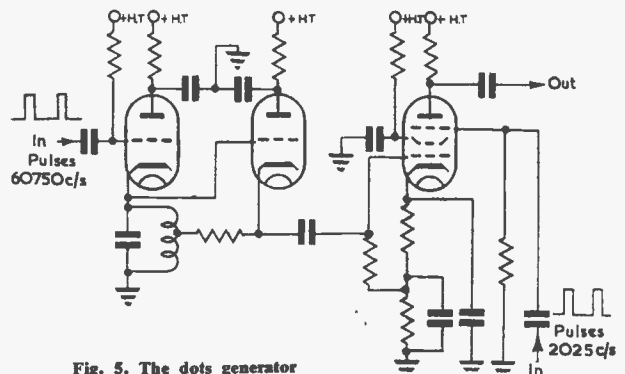 +H.T + H.T + H.T +H.T + H.T
Out
In
Pulses
60750c/s
Pulses
2025c/s
In
Fig. 5. The dots generator